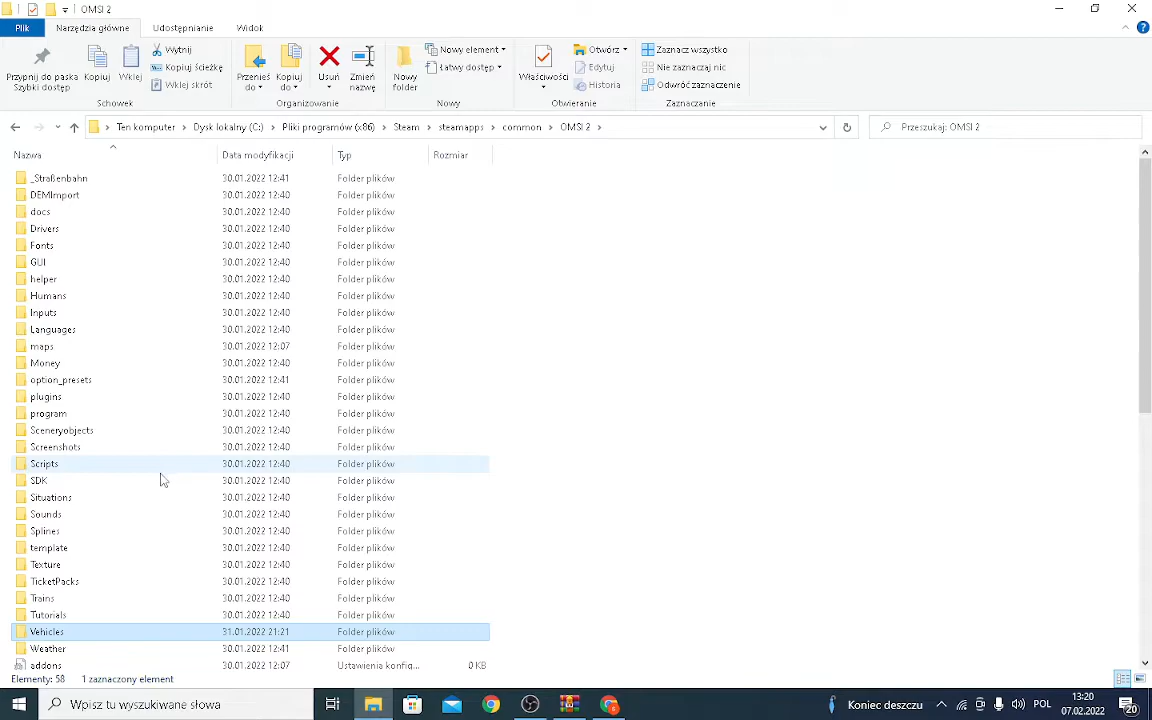 OMSI 2
Plik Narzędzia główne Udostępnianie Widok
Przypnij do paska Szybki dostęp
Kopiuj
Wklej
Wytnij
Kopiuj ścieżkę
Wklej skrót
Schowek
Przenieś do
Kopiuj do
Usuń
Zmień nazwę
Organizowanie
Nowy folder
Nowy element
Łatwy dostęp
Nowy
Właściwości
Otwórz
Edytuj
Historia
Otwieranie
Zaznacz wszystko
Nie zaznaczaj nic
Odwróć zaznaczenie
Zaznaczanie
Ten komputer Dysk lokalny (C:) Pliki programów (x86) Steam steamapps common OMSI 2
Przeszukaj: OMSI 2
Nazwa Data modyfikacji Typ Rozmiar
_Straßenbahn 30.01.2022 12:41 Folder plików
DEMImport 30.01.2022 12:40 Folder plików
docs 30.01.2022 12:40 Folder plików
Drivers 30.01.2022 12:40 Folder plików
Fonts 30.01.2022 12:40 Folder plików
GUI 30.01.2022 12:40 Folder plików
helper 30.01.2022 12:40 Folder plików
Humans 30.01.2022 12:40 Folder plików
Inputs 30.01.2022 12:40 Folder plików
Languages 30.01.2022 12:40 Folder plików
maps 30.01.2022 12:07 Folder plików
Money 30.01.2022 12:40 Folder plików
option_presets 30.01.2022 12:41 Folder plików
plugins 30.01.2022 12:40 Folder plików
program 30.01.2022 12:40 Folder plików
Sceneryobjects 30.01.2022 12:40 Folder plików
Screenshots 30.01.2022 12:40 Folder plików
Scripts 30.01.2022 12:40 Folder plików
SDK 30.01.2022 12:40 Folder plików
Situations 30.01.2022 12:40 Folder plików
Sounds 30.01.2022 12:40 Folder plików
Splines 30.01.2022 12:40 Folder plików
template 30.01.2022 12:40 Folder plików
Texture 30.01.2022 12:40 Folder plików
TicketPacks 30.01.2022 12:40 Folder plików
Trains 30.01.2022 12:40 Folder plików
Tutorials 30.01.2022 12:40 Folder plików
Vehicles 31.01.2022 21:21 Folder plików
Weather 30.01.2022 12:41 Folder plików
addons 30.01.2022 12:07 Ustawienia konfig... 0 KB
Elementy: 58 1 zaznaczony element
Wpisz tu wyszukiwane słowa
Koniec deszczu
POL
13:20
07.02.2022
20